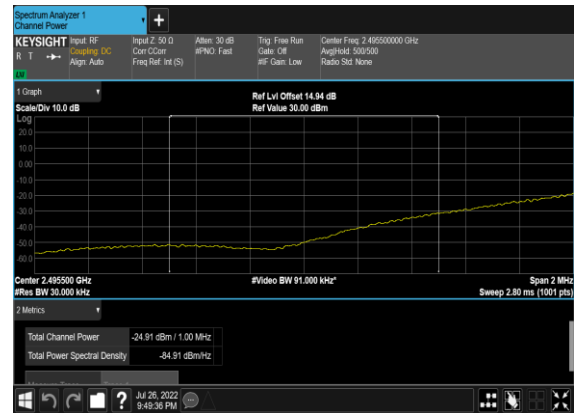 Spectrum Analyzer 1
Channel Power
+
KEYSIGHT
R T
LU
Input: RF
Coupling: DC
Align: Auto
Input Z: 50 Ω
Corr CCorr
Freq Ref: Int (S)
Atten: 30 dB
#PNO: Fast
Trig: Free Run
Gate: Off
#IF Gain: Low
Center Freq: 2.495500000 GHz
Avg|Hold: 500/500
Radio Std: None
1 Graph
Scale/Div 10.0 dB
Ref Lvl Offset 14.94 dB
Ref Value 30.00 dBm
Log
20.0
10.0
0.00
-10.0
-20.0
-30.0
-40.0
-50.0
-60.0
Center 2.495500 GHz
#Res BW 30.000 kHz
#Video BW 91.000 kHz*
Span 2 MHz
Sweep 2.80 ms (1001 pts)
2 Metrics
Total Channel Power -24.91 dBm / 1.00 MHz
Total Power Spectral Density -84.91 dBm/Hz
?
Jul 26, 2022
9:49:36 PM